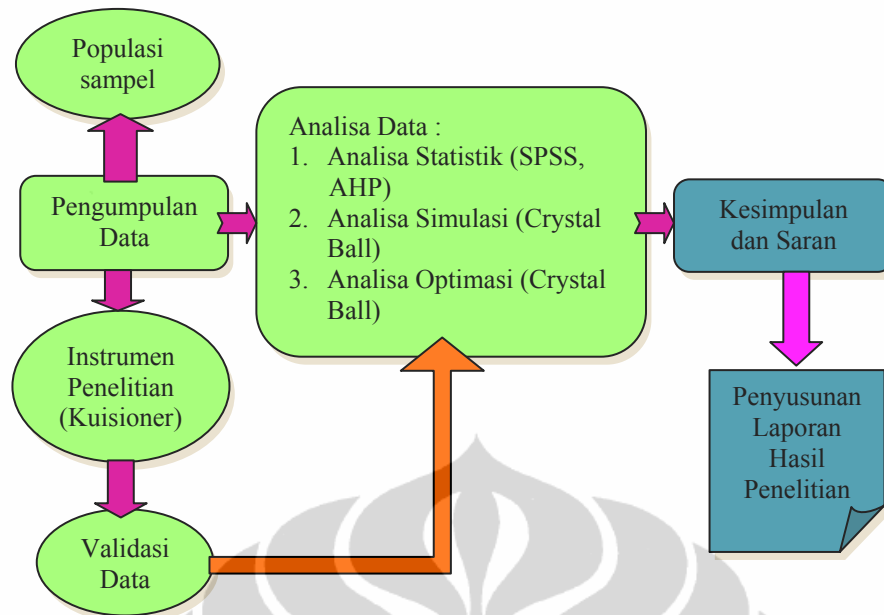 Populasi
sampel
Pengumpulan
Data
Instrumen
Penelitian
(Kuisioner)
Validasi
Data
Analisa Data :
1. Analisa Statistik (SPSS,
AHP)
2. Analisa Simulasi (Crystal
Ball)
3. Analisa Optimasi (Crystal
Ball)
Kesimpulan
dan Saran
Penyusunan
Laporan
Hasil
Penelitian